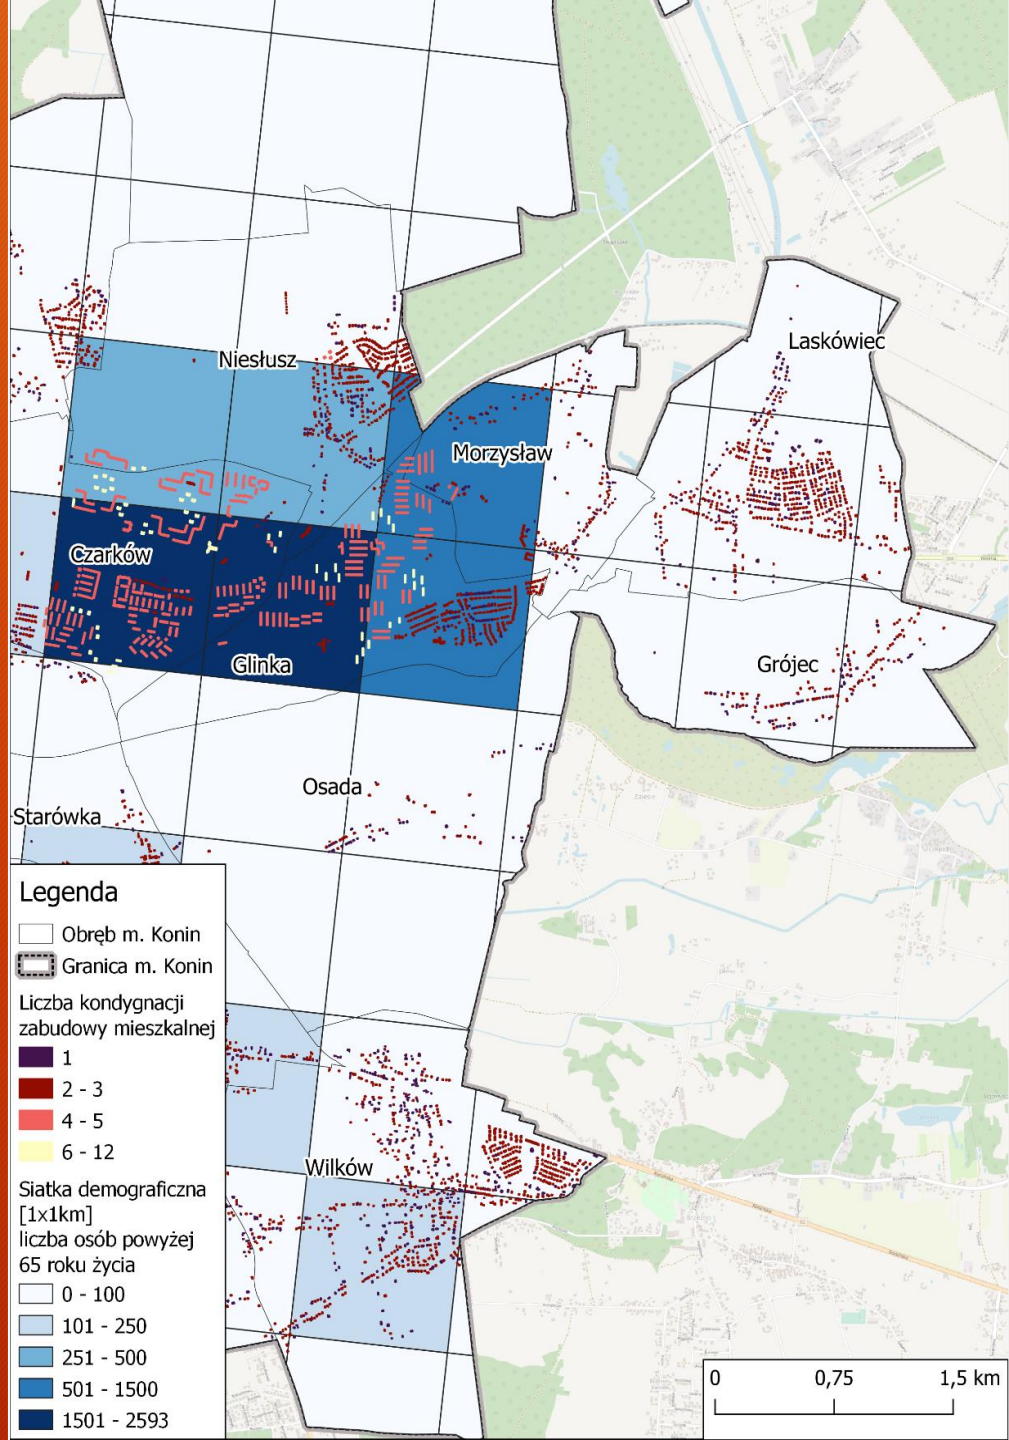 Laskówiec
Niesłusz
Morzysław
Czarków
Glinka
Grójec
Osada
Starówka
Wilków
Legenda
Obręb m. Konin
Granica m. Konin
Liczba kondygnacji
zabudowy mieszkalnej
1
2 - 3
4 - 5
6 - 12
Siatka demograficzna
[1x1km]
liczba osób powyżej
65 roku życia
0 - 100
101 - 250
251 - 500
501 - 1500
1501 - 2593
0 0,75 1,5 km